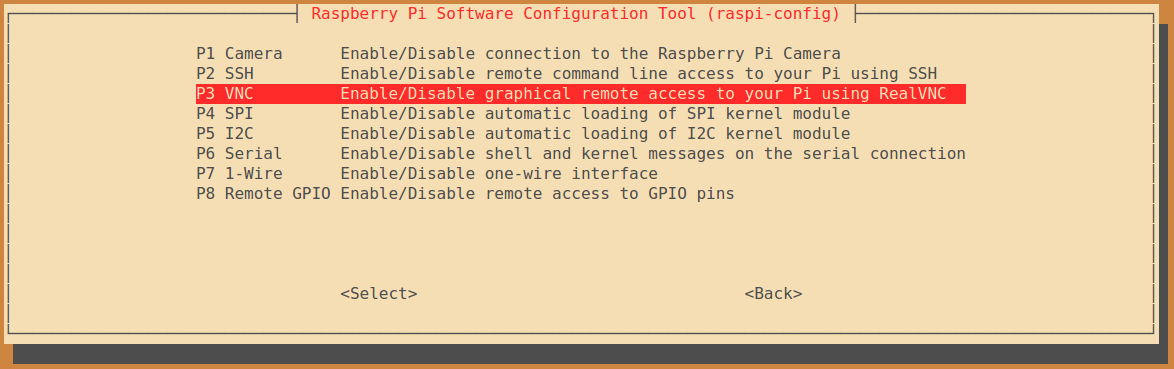 Raspberry Pi Software Configuration Tool (raspi-config)
P1 Camera Enable/Disable connection to the Raspberry Pi Camera
P2 SSH Enable/Disable remote command line access to your Pi using SSH
P3 VNC Enable/Disable graphical remote access to your Pi using RealVNC
P4 SPI Enable/Disable automatic loading of SPI kernel module
P5 I2C Enable/Disable automatic loading of I2C kernel module
P6 Serial Enable/Disable shell and kernel messages on the serial connection
P7 1-Wire Enable/Disable one-wire interface
P8 Remote GPIO Enable/Disable remote access to GPIO pins
<Select> <Back>